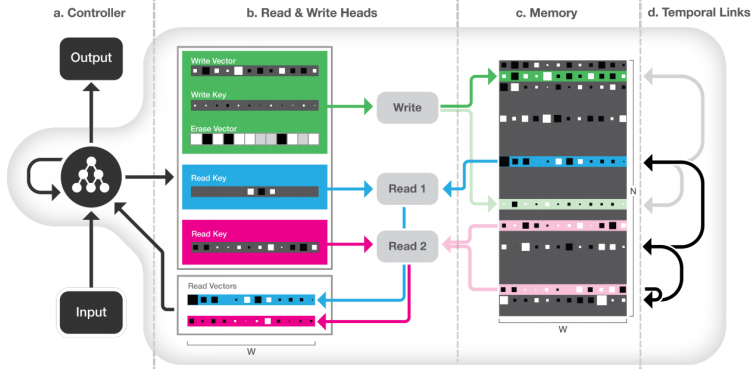 a. Controller
b. Read & Write Heads
c. Memory
d. Temporal Links
Output
Input
Write Vector
Write Key
Erase Vector
Read Key
Read Key
Read Vectors
W
Write
Read 1
Read 2
N
W